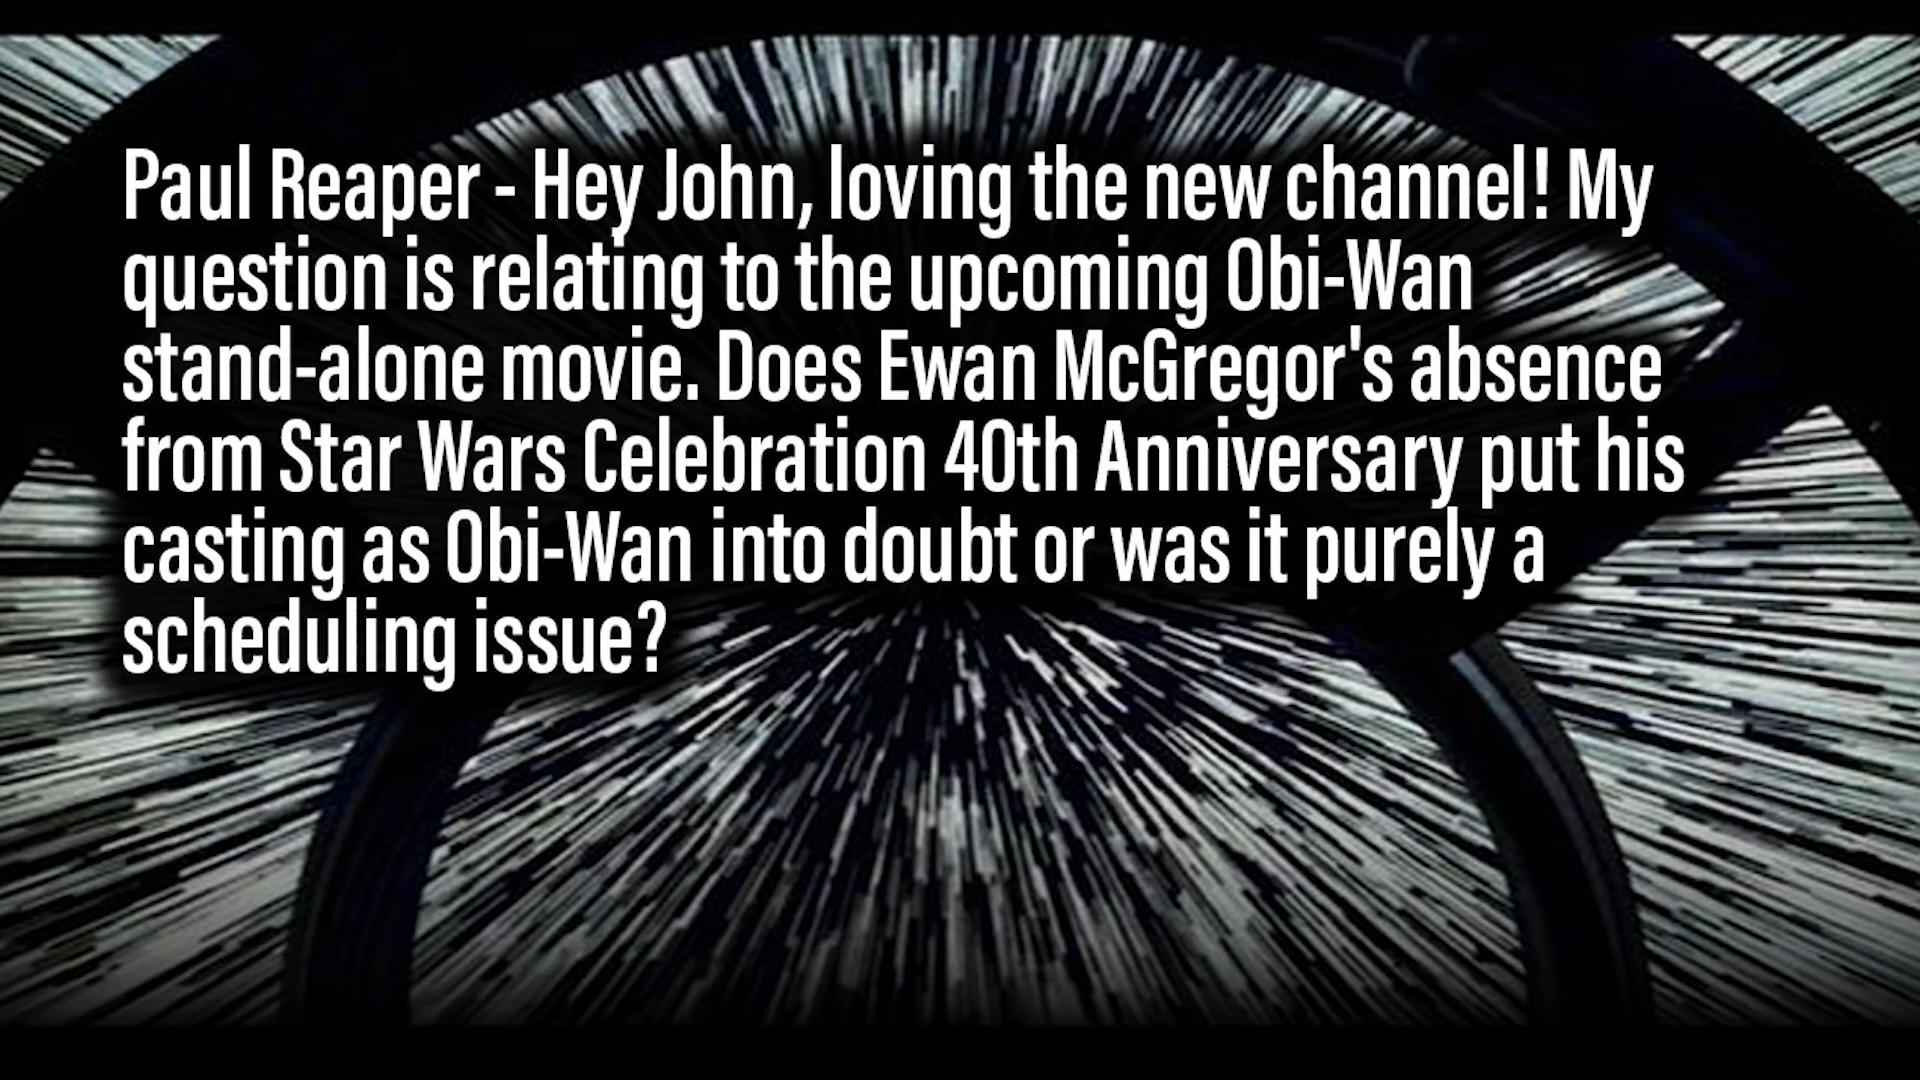 Paul Reaper - Hey John, loving the new channel! My
question is relating to the upcoming Obi-Wan
stand-alone movie. Does Ewan McGregor's absence
from Star Wars Celebration 40th Anniversary put his
casting as Obi-Wan into doubt or was it purely a
scheduling issue?